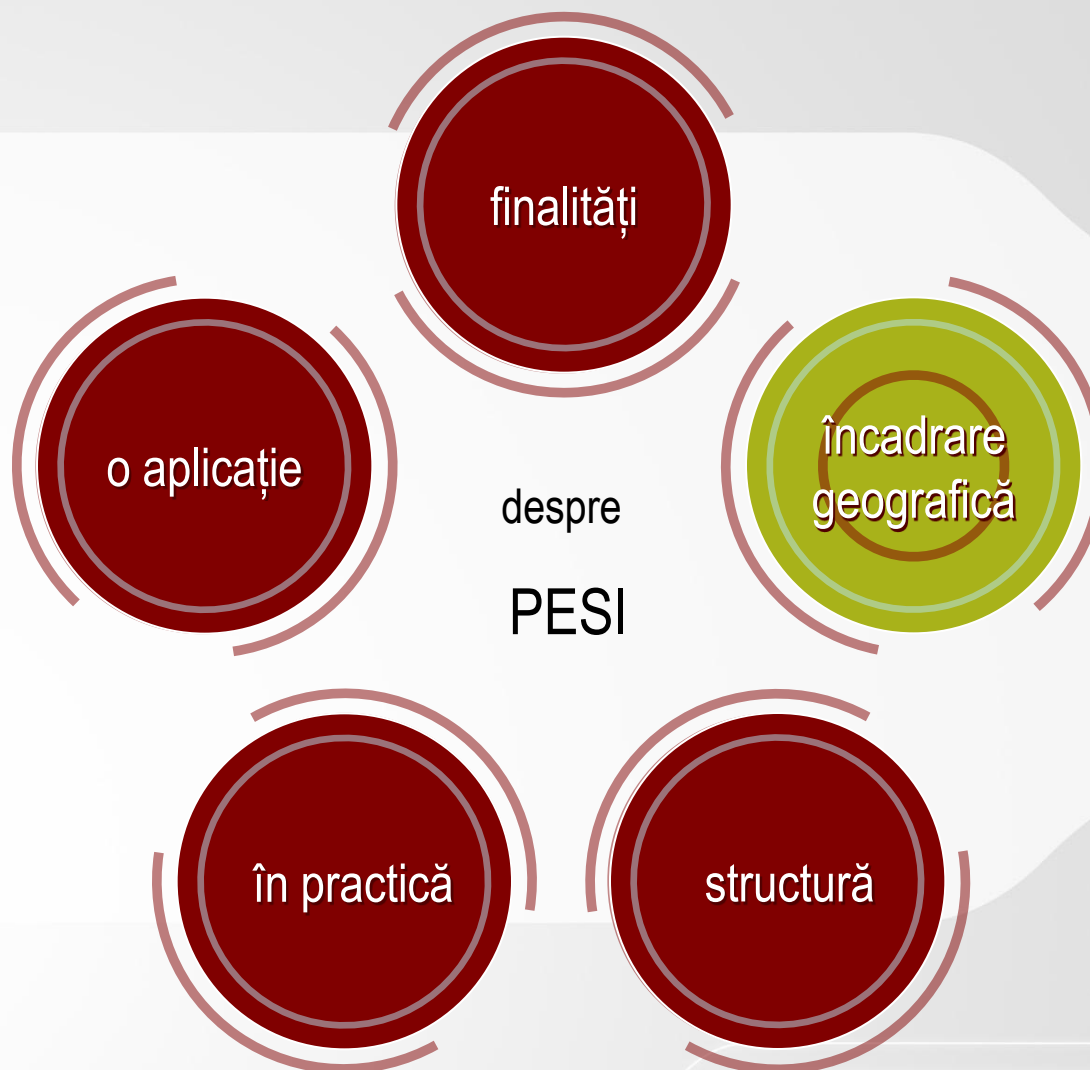 finalități
o aplicație
încadrare
geografică
despre
PESI
în practică
structură